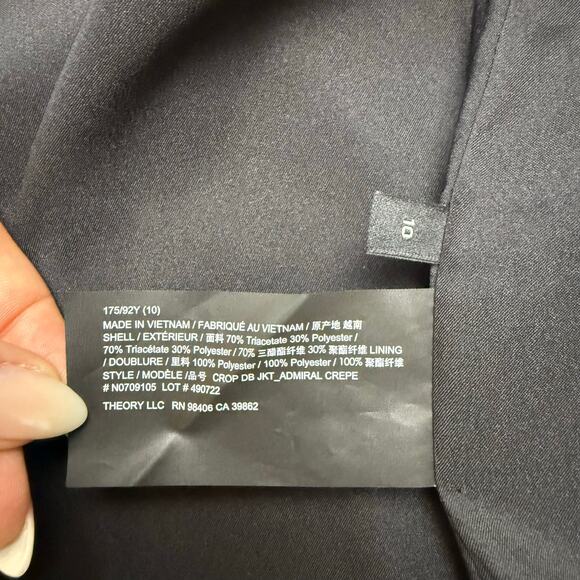 10
175/92Y (10)
MADE IN VIETNAM / FABRIQUÉ AU VIETNAM / 原产地 越南
SHELL / EXTÉRIEUR / 面料 70% Triacetate 30% Polyester /
70% Triacétate 30% Polyester / 70% 三醋酯纤维 30% 聚酯纤维 LINING
/ DOUBLURE / 里料 100% Polyester / 100% Polyester / 100% 聚酯纤维
STYLE / MODÈLE /品号 CROP DB JKT_ADMIRAL CREPE
# N0709105 LOT # 490722
THEORY LLC RN 98406 CA 39862